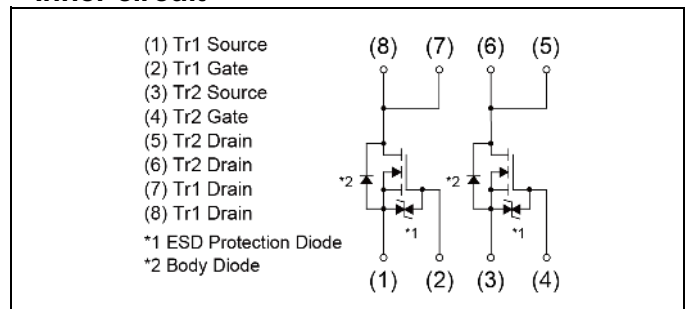 (1) Tr1 Source
(2) Tr1 Gate
(3) Tr2 Source
(4) Tr2 Gate
(5) Tr2 Drain
(6) Tr2 Drain
(7) Tr1 Drain
(8) Tr1 Drain
*1 ESD Protection Diode
*2 Body Diode
(8) (7) (6) (5)
*2 *2
*1 *1
(1) (2) (3) (4)